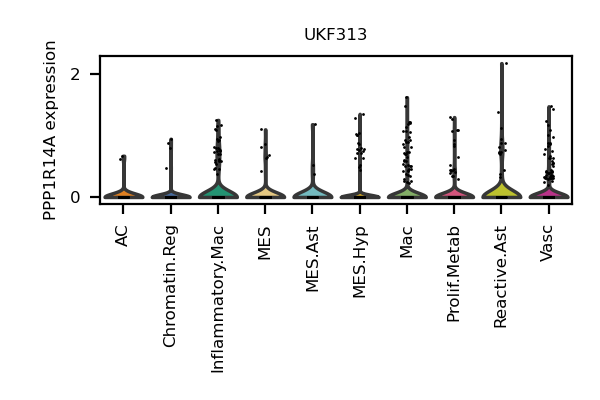 UKF313
PPP1R14A expression
2
0
AC
Chromatin.Reg
Inflammatory.Mac
MES
MES.Ast
MES.Hyp
Mac
Prolif.Metab
Reactive.Ast
Vasc